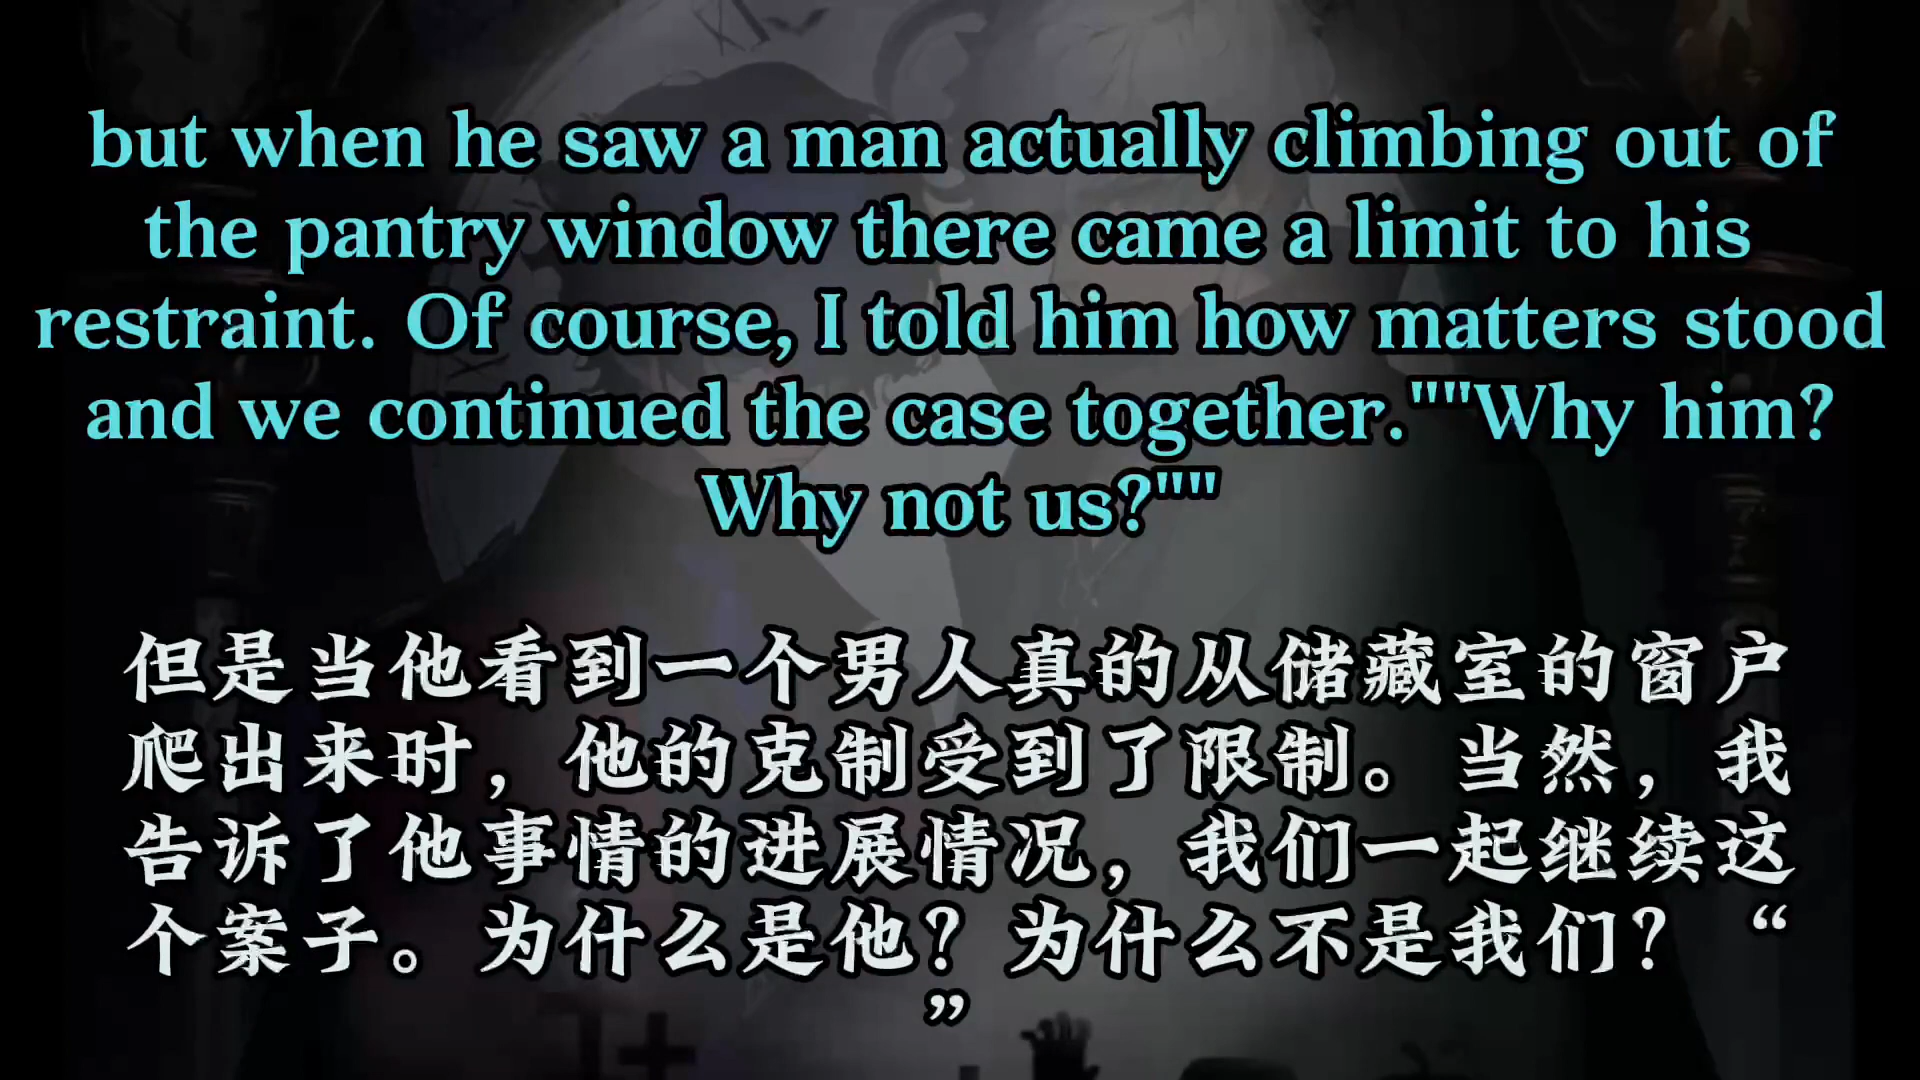 but when he saw a man actually climbing out of
the pantry window there came a limit to his
restraint. Of course, I told him how matters stood
and we continued the case together.""Why him?
Why not us?""
但是当他看到一个男人真的从储藏室的窗户
爬出来时，他的克制受到了限制。当然，我
告诉了他事情的进展情况，我们一起继续这
个案子。为什么是他？为什么不是我们？“
”